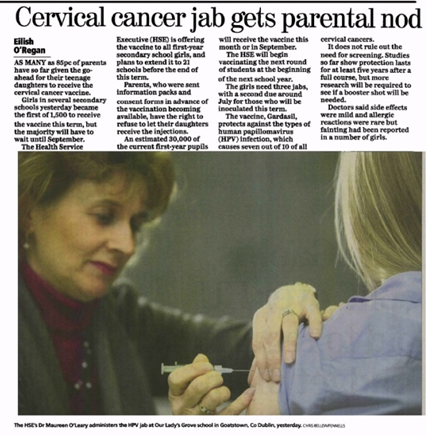 Cervical cancer jab gets parental nod
Eilish
O'Regan
AS MANY as 85pc of parents
have so far given the go-
ahead for their teenage
daughters to receive the
cervical cancer vaccine.
Girls in several secondary
schools yesterday became
the first of 1,500 to receive
the vaccine this term, but
the majority will have to
wait until September.
The Health Service
Executive (HSE) is offering
the vaccine to all first-year
secondary school girls, and
plans to extend it to 21
schools before the end of
this term.
Parents, who were sent
information packs and
consent forms in advance of
the vaccination becoming
available, have the right to
refuse to let their daughters
receive the injections.
An estimated 30,000 of
the current first-year pupils
will receive the vaccine this
month or in September.
The HSE will begin
vaccinating the next round
of students at the beginning
of the next school year.
The girls need three jabs,
with a second due around
July for those who will be
inoculated this term.
The vaccine, Gardasil,
protects against the types of
human papillomavirus
(HPV) infection, which
causes seven out of 10 of all
cervical cancers.
It does not rule out the
need for screening. Studies
so far show protection lasts
for at least five years after a
full course, but more
research will be required to
see if a booster shot will be
needed.
Doctors said side effects
were mild and allergic
reactions were rare but
fainting had been reported
in a number of girls.
The HSE's Dr Maureen O'Leary administers the HPV jab at Our Lady's Grove school in Goatstown, Co Dublin, yesterday.